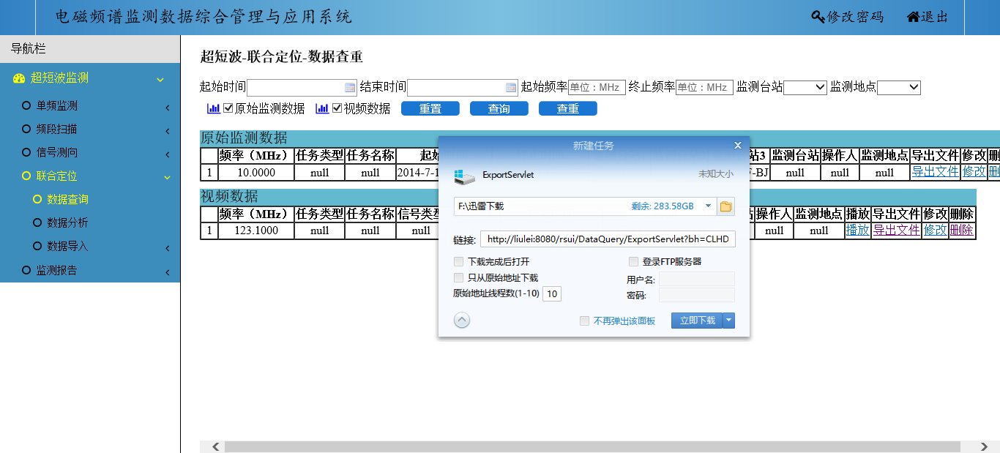 电磁频谱监测数据综合管理与应用系统 修改密码 退出
导航栏
超短波监测
单频监测
频段扫描
信号测向
联合定位
数据查询
数据分析
数据导入
监测报告
超短波-联合定位-数据查重
起始时间 结束时间 起始频率 单位：MHz 终止频率 单位：MHz 监测台站 监测地点
原始监测数据 视频数据 重置 查询 查重
原始监测数据
频率（MHz） 任务类型 任务名称 起始 站3 监测台站 操作人 监测地点 导出文件 修改 删
1 10.0000 null null 2014-7-1 F-BJ null null null 导出文件 修改 删
视频数据
频率（MHz） 任务类型 任务名称 信号类型 站 操作人 监测地点 播放 导出文件 修改 删除
1 123.1000 null null null null null 播放 导出文件 修改 删除
新建任务
ExportServlet 未知大小
F:\迅雷下载 剩余: 283.58GB
链接: http://liulei:8080/rsui/DataQuery/ExportServlet?bh=CLHD
下载完成后打开 登录FTP服务器
只从原始地址下载 用户名:
原始地址线程数(1-10) 10 密码:
不再弹出该面板 立即下载